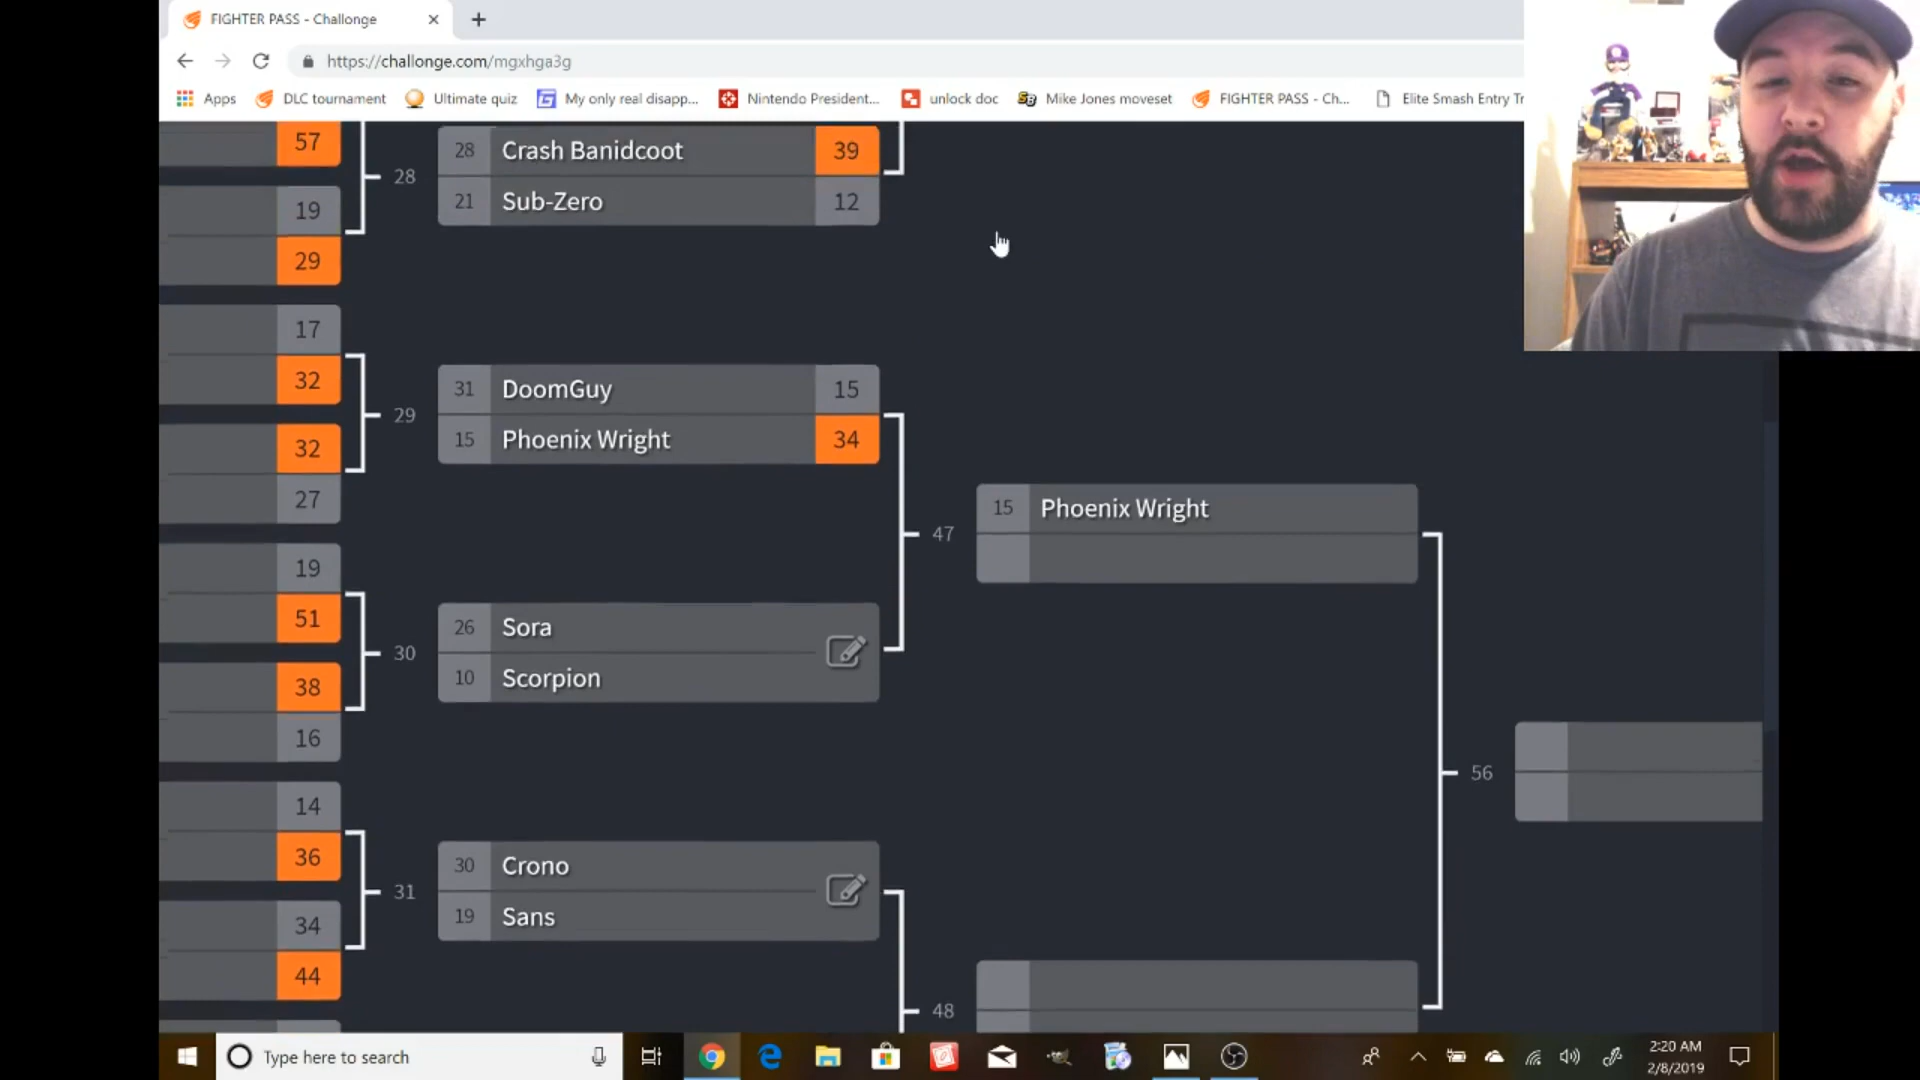 FIGHTER PASS - Challonge
https://challonge.com/mgxhga3g
Apps DLC tournament Ultimate quiz My only real disapp... Nintendo President... unlock doc Mike Jones moveset FIGHTER PASS - Ch... Elite Smash Entry Tr
57
28 Crash Banidcoot 39
28
21 Sub-Zero 12
19
29
17
31 DoomGuy 15
32
29
15 Phoenix Wright 34
32
27
15 Phoenix Wright
47
19
26 Sora
51
30
10 Scorpion
38
16
56
14
30 Crono
36
31
19 Sans
34
44
48
Type here to search
2:20 AM
2/8/2019